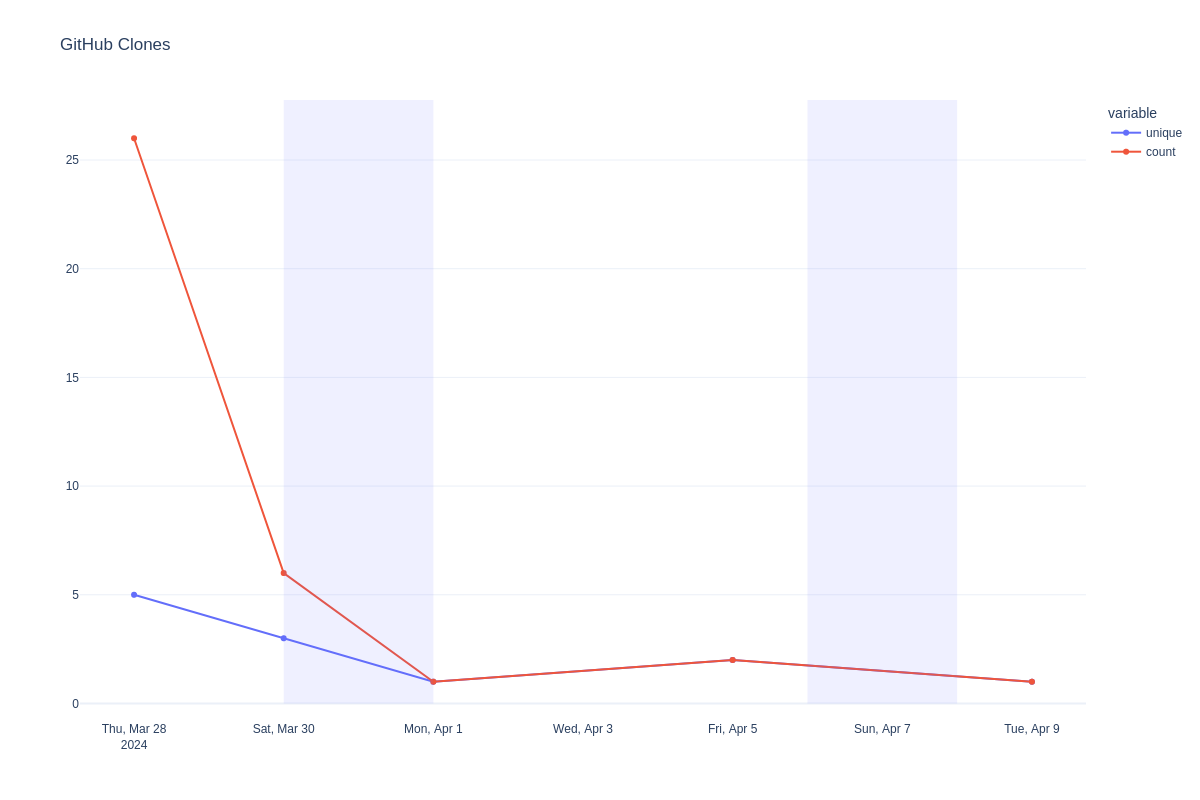 GitHub Clones
variable
unique
count
25
20
15
10
5
0
Thu, Mar 28
2024
Sat, Mar 30
Mon, Apr 1
Wed, Apr 3
Fri, Apr 5
Sun, Apr 7
Tue, Apr 9